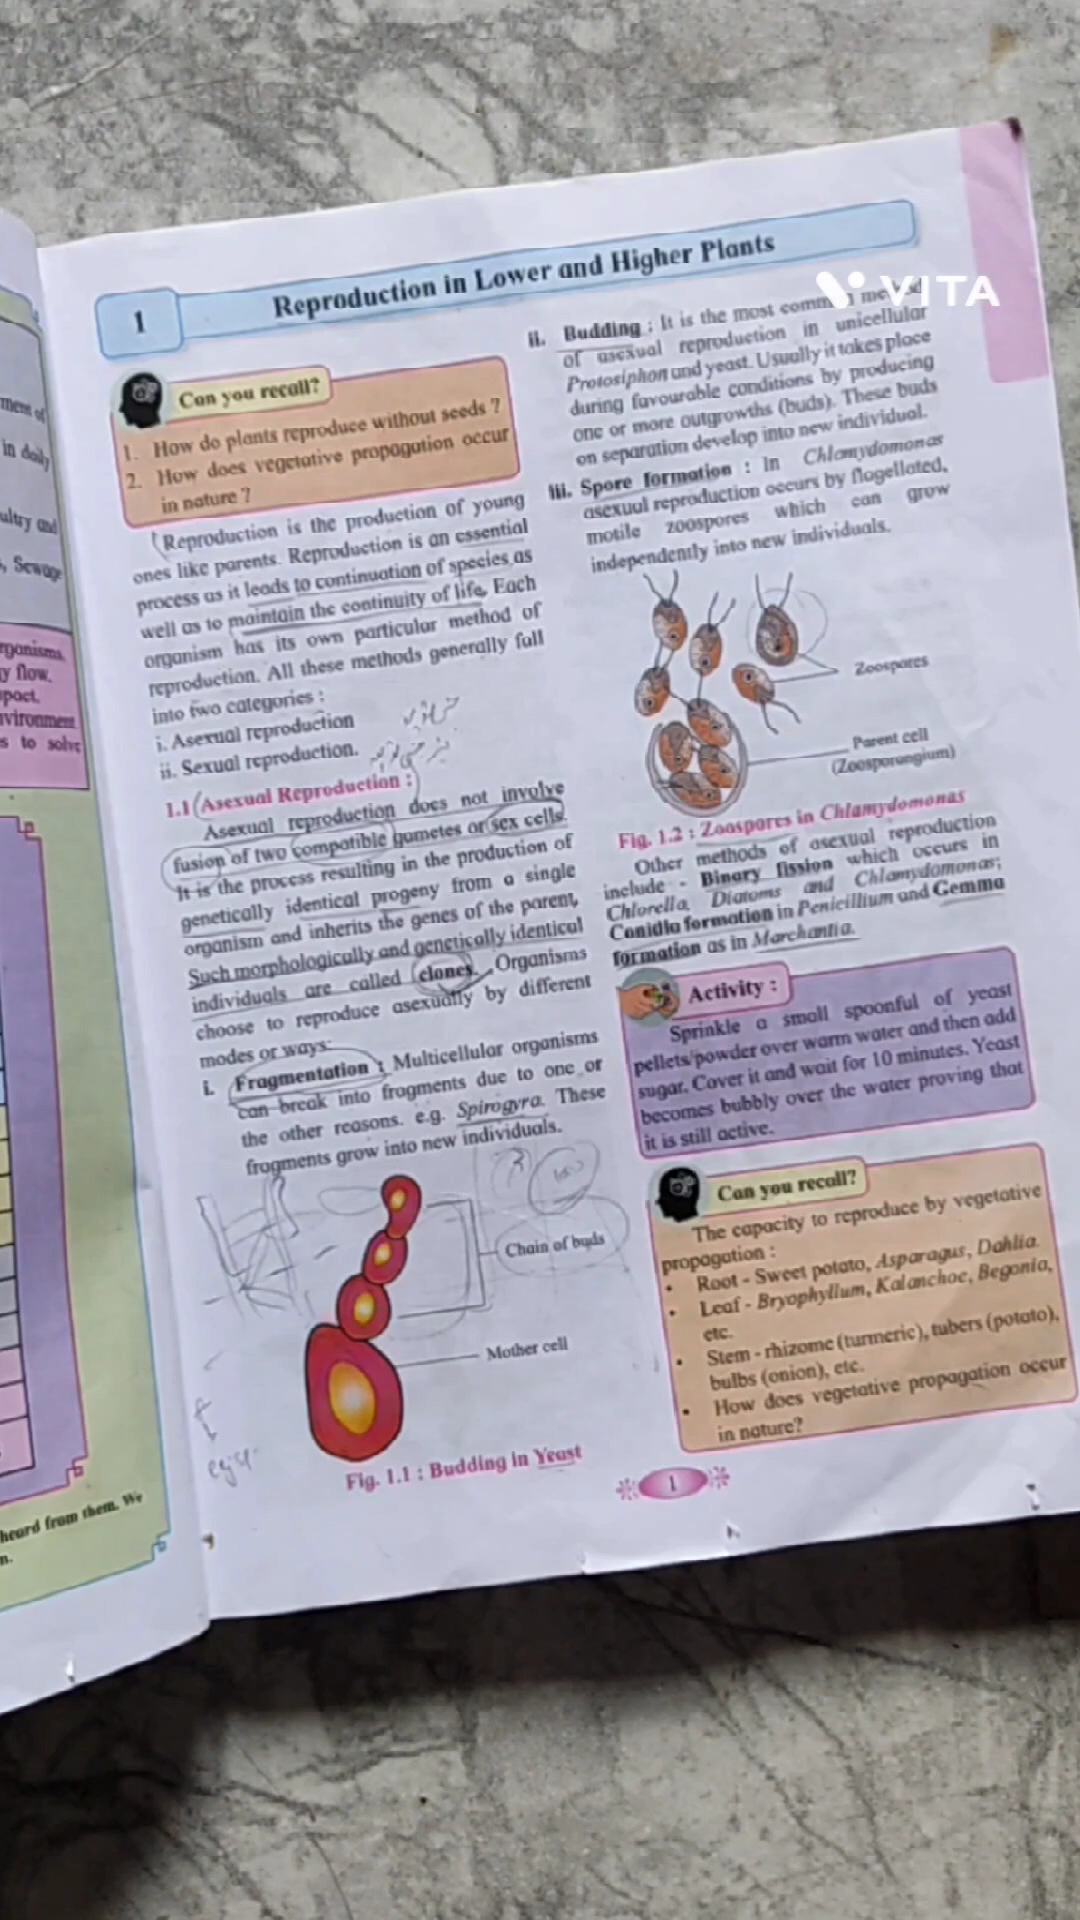 ment of
in daily
ultry and
, Sewage
rganisms,
y flow,
pact,
vironment
s to solve
heard from them. We
n.
1
Reproduction in Lower and Higher Plants
VITA
Can you recall?
1. How do plants reproduce without seeds ?
2. How does vegetative propagation occur
in nature ?
Reproduction is the production of young
ones like parents. Reproduction is an essential
process as it leads to continuation of species as
well as to maintain the continuity of life. Each
organism has its own particular method of
reproduction. All these methods generally fall
into two categories :
i. Asexual reproduction
ii. Sexual reproduction.
1.1 Asexual Reproduction :
Asexual reproduction does not involve
fusion of two compatible gametes or sex cells.
It is the process resulting in the production of
genetically identical progeny from a single
organism and inherits the genes of the parent.
Such morphologically and genetically identical
individuals are called clones. Organisms
choose to reproduce asexually by different
modes or ways:
i. Fragmentation : Multicellular organisms
can break into fragments due to one or
the other reasons. e.g. Spirogyra. These
fragments grow into new individuals.
Chain of buds
Mother cell
Fig. 1.1 : Budding in Yeast
ii. Budding : It is the most common method
of asexual reproduction in unicellular
Protosiphon and yeast. Usually it takes place
during favourable conditions by producing
one or more outgrowths (buds). These buds
on separation develop into new individual.
iii. Spore formation : In Chlamydomonas
asexual reproduction occurs by flagellated,
motile zoospores which can grow
independently into new individuals.
Zoospores
Parent cell
(Zoosporangium)
Fig. 1.2 : Zoospores in Chlamydomonas
Other methods of asexual reproduction
include - Binary fission which occurs in
Chlorella, Diatoms and Chlamydomonas;
Conidia formation in Penicillium and Gemma
formation as in Marchantia.
Activity :
Sprinkle a small spoonful of yeast
pellets/powder over warm water and then add
sugar. Cover it and wait for 10 minutes. Yeast
becomes bubbly over the water proving that
it is still active.
Can you recall?
The capacity to reproduce by vegetative
propagation :
• Root - Sweet potato, Asparagus, Dahlia.
• Leaf - Bryophyllum, Kalanchoe, Begonia,
etc.
• Stem - rhizome (turmeric), tubers (potato),
bulbs (onion), etc.
• How does vegetative propagation occur
in nature?
1